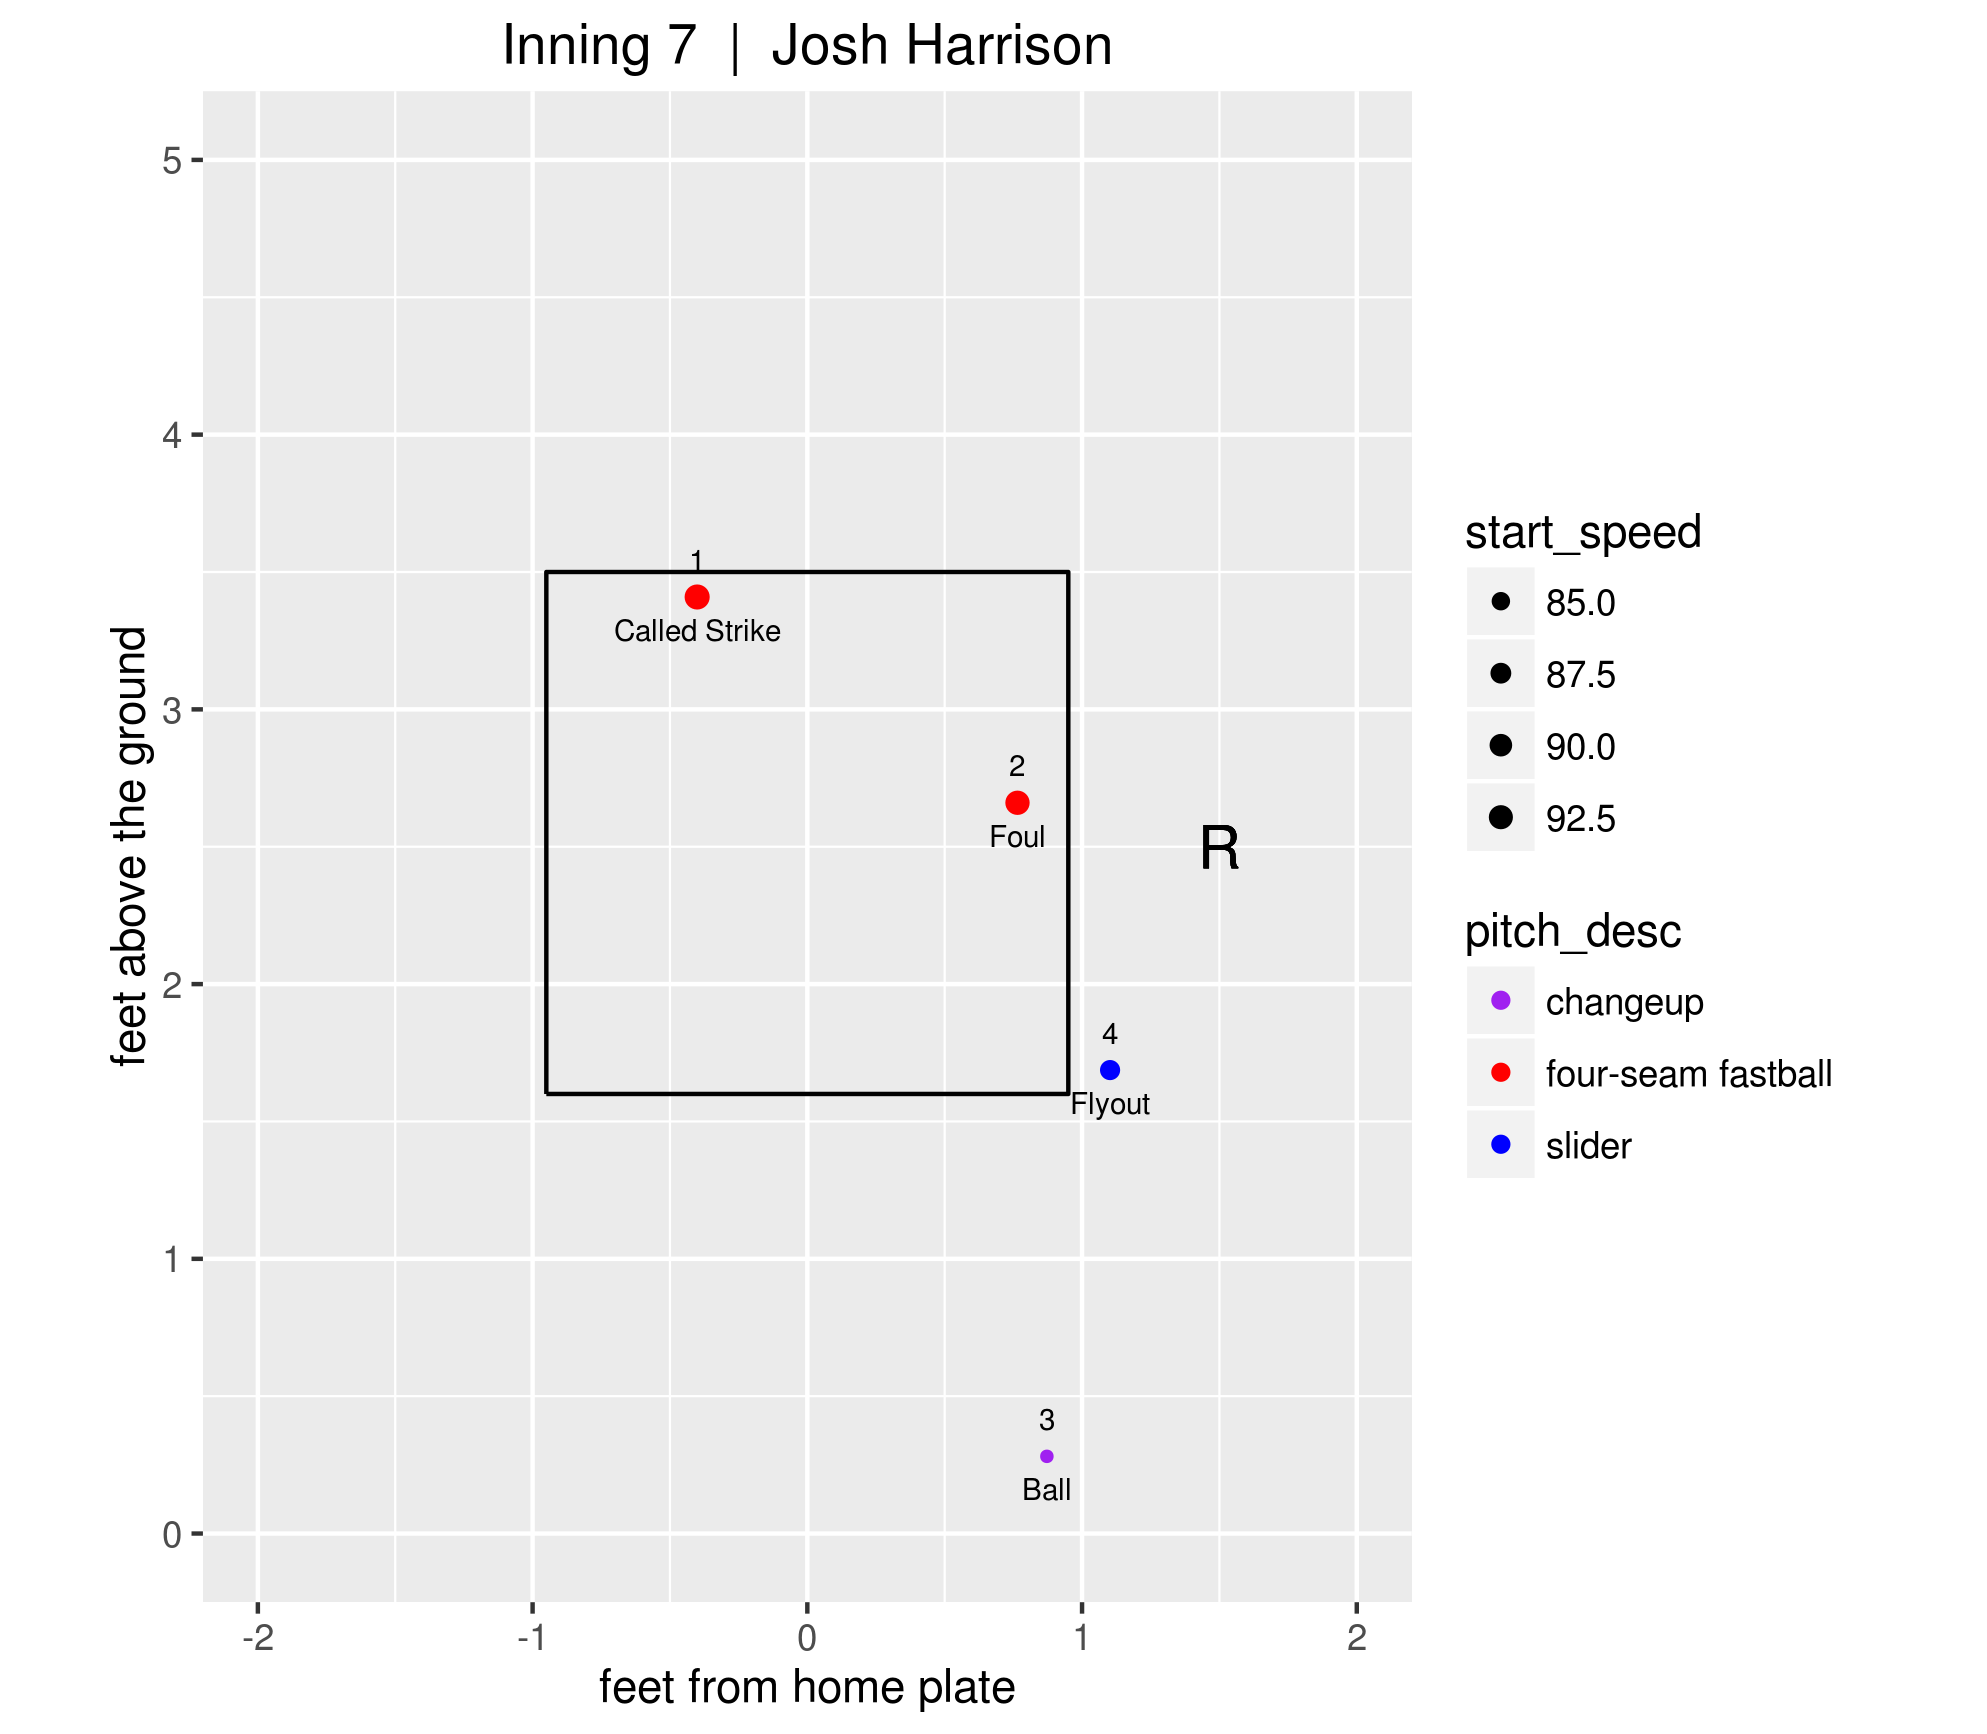 Inning 7 | Josh Harrison
feet above the ground
5
4
3
2
1
0
1
Called Strike
2
Foul
R
4
Flyout
3
Ball
-2 -1 0 1 2
feet from home plate
start_speed
85.0
87.5
90.0
92.5
pitch_desc
changeup
four-seam fastball
slider